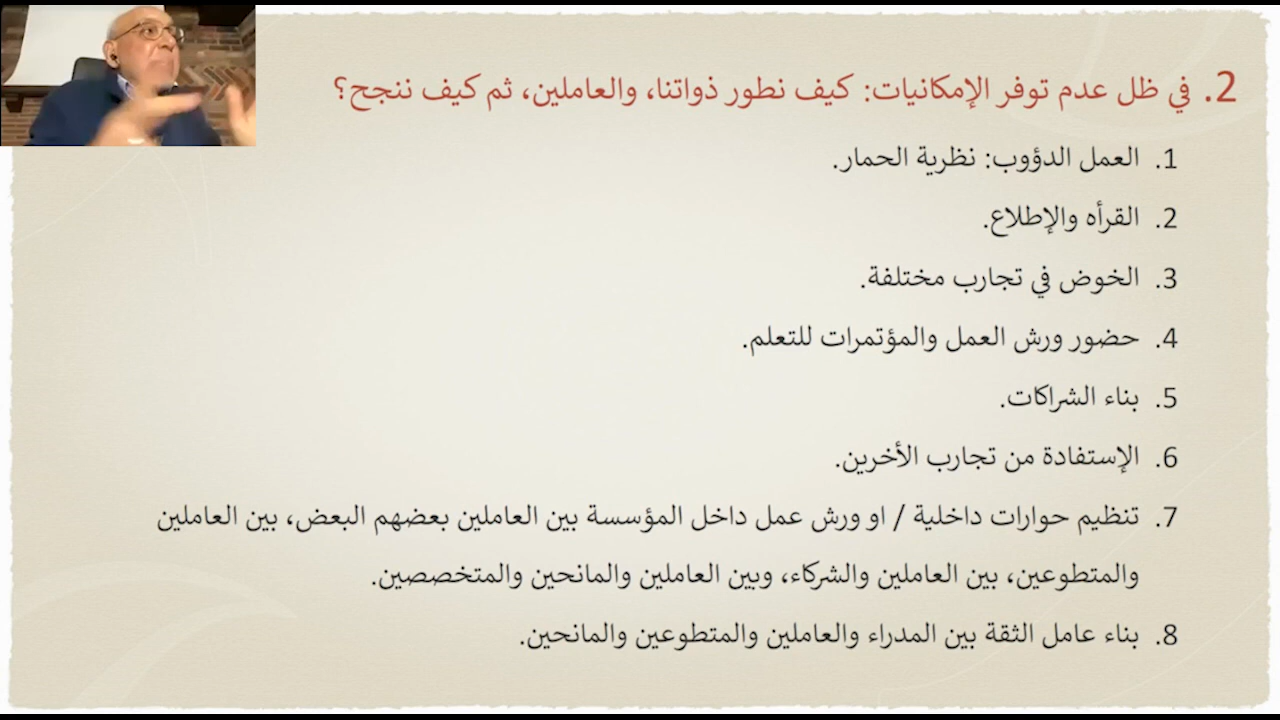 2. في ظل عدم توفر الإمكانيات: كيف نطور ذواتنا، والعاملين، ثم كيف ننجح؟
1. العمل الدؤوب: نظرية الحمار.
2. القرأه والإطلاع.
3. الخوض في تجارب مختلفة.
4. حضور ورش العمل والمؤتمرات للتعلم.
5. بناء الشراكات.
6. الإستفادة من تجارب الأخرين.
7. تنظيم حوارات داخلية / او ورش عمل داخل المؤسسة بين العاملين بعضهم البعض، بين العاملين
والمتطوعين، بين العاملين والشركاء، وبين العاملين والمانحين والمتخصصين.
8. بناء عامل الثقة بين المدراء والعاملين والمتطوعين والمانحين.